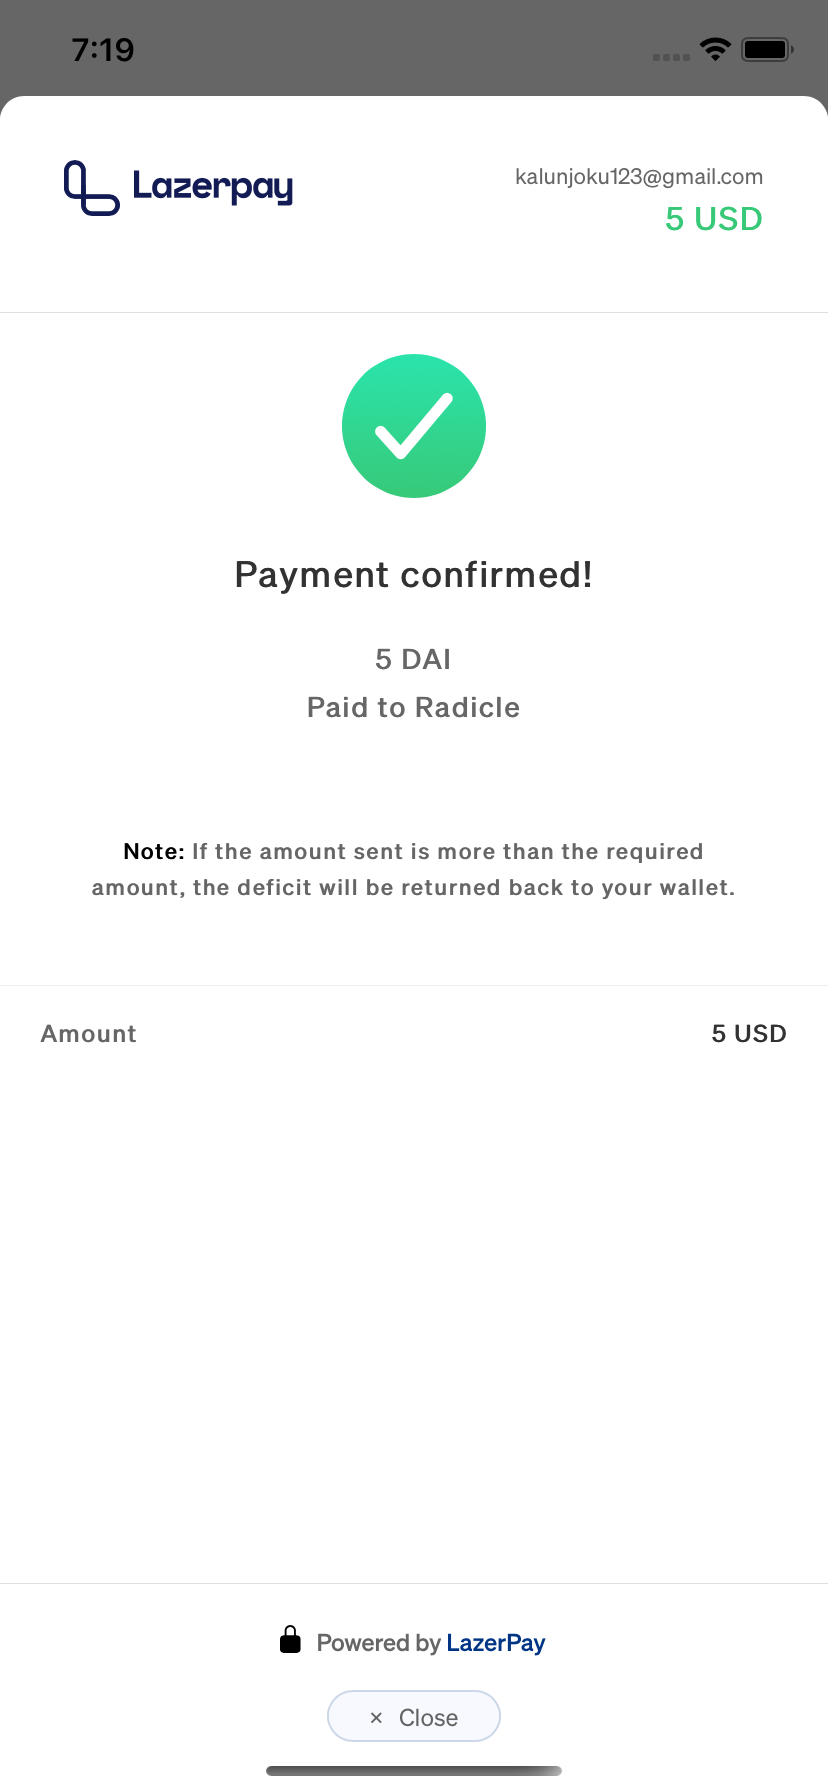 7:19
Lazerpay
kalunjoku123@gmail.com
5 USD
Payment confirmed!
5 DAI
Paid to Radicle
Note: If the amount sent is more than the required
amount, the deficit will be returned back to your wallet.
Amount 5 USD
Powered by LazerPay
× Close